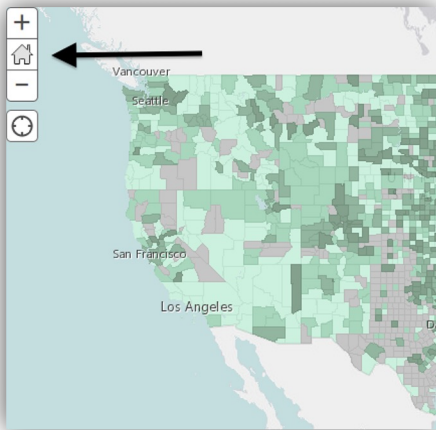 +
−
Vancouver
Seattle
San Francisco
Los Angeles